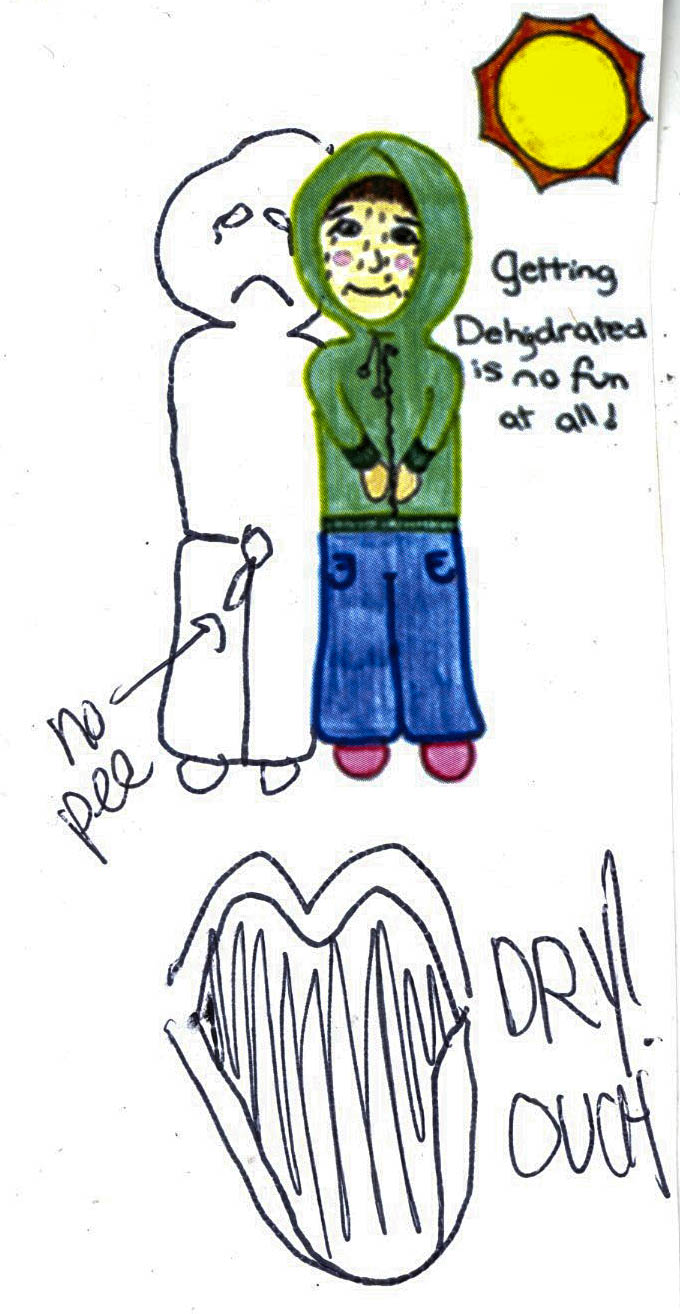 Getting
Dehydrated
is no fun
at all!
no
pee
DRY!
OUCH